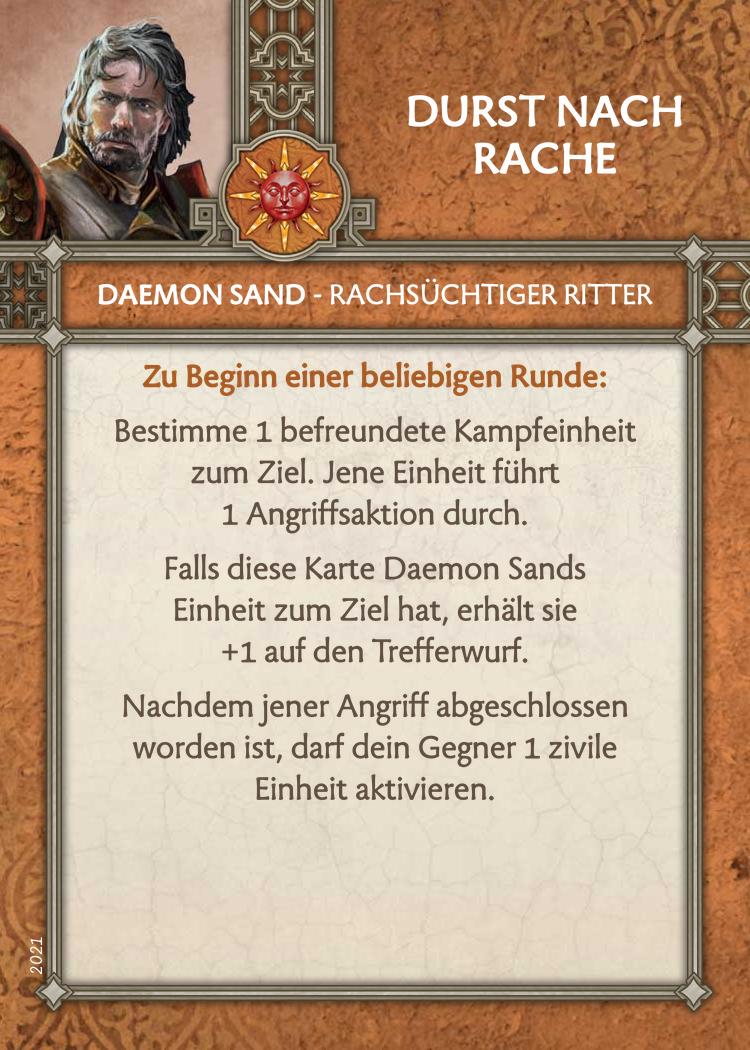 DURST NACH
RACHE
DAEMON SAND - RACHSÜCHTIGER RITTER
Zu Beginn einer beliebigen Runde:
Bestimme 1 befreundete Kampfeinheit
zum Ziel. Jene Einheit führt
1 Angriffsaktion durch.
Falls diese Karte Daemon Sands
Einheit zum Ziel hat, erhält sie
+1 auf den Trefferwurf.
Nachdem jener Angriff abgeschlossen
worden ist, darf dein Gegner 1 zivile
Einheit aktivieren.
2021